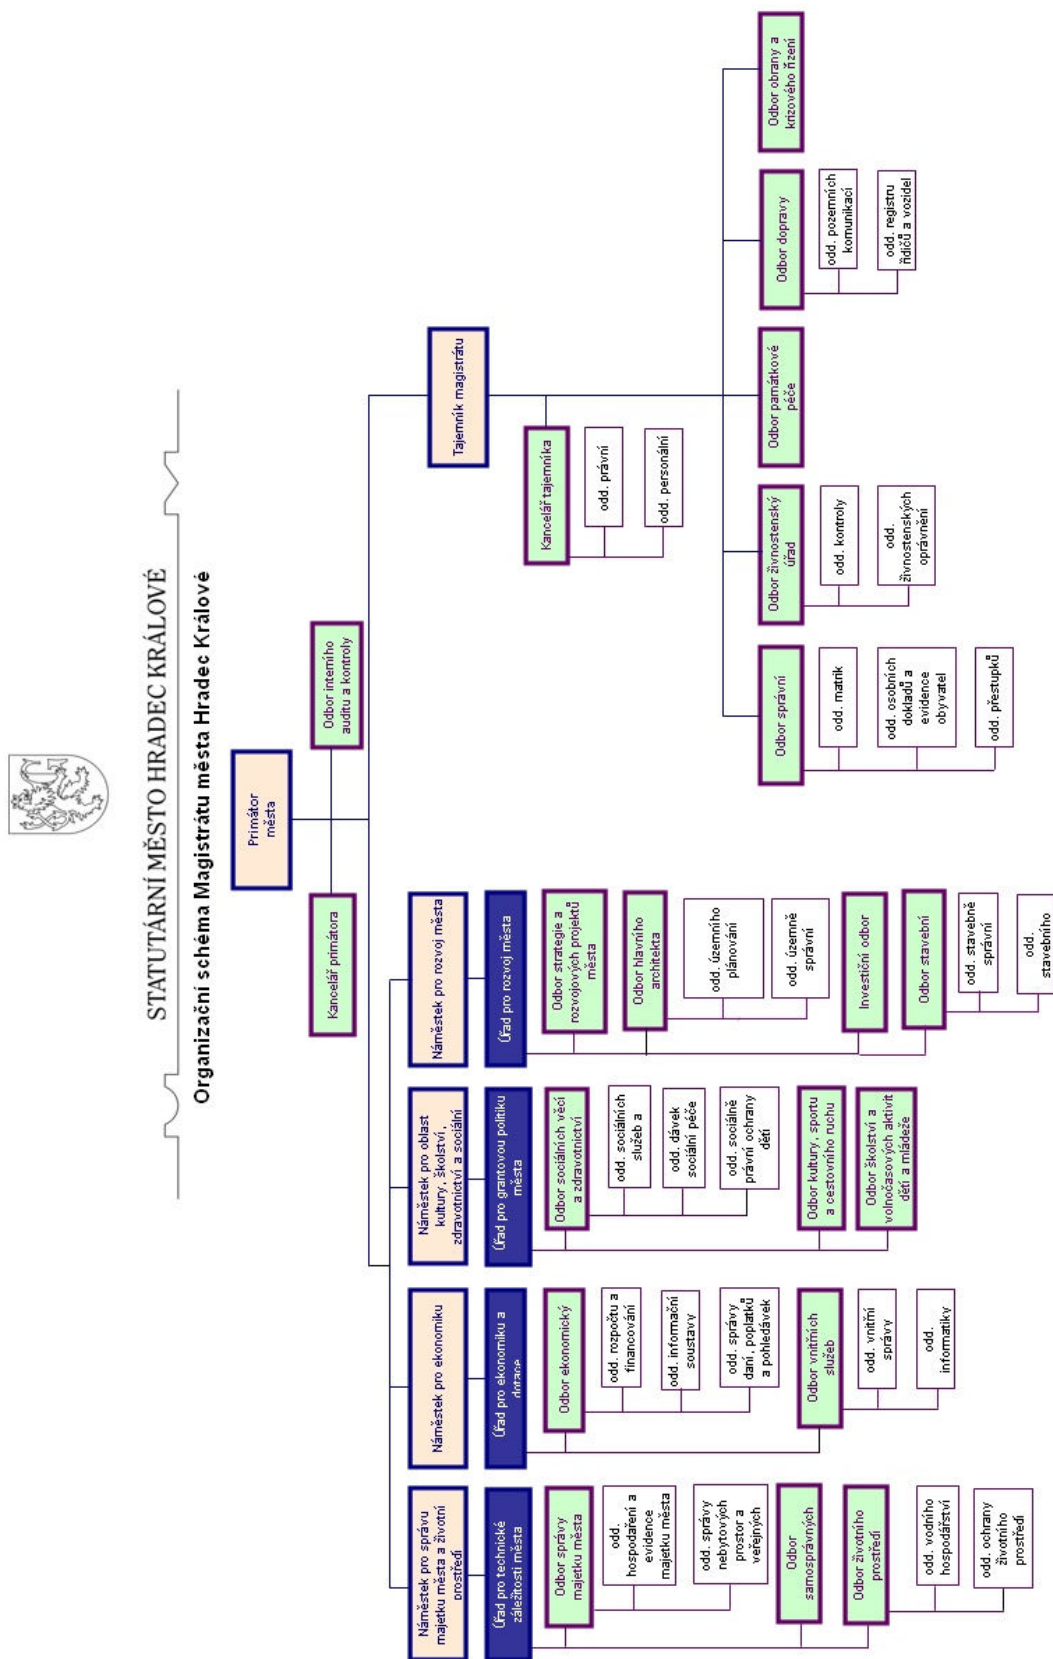 STATUTÁRNÍ MĚSTO HRADEC KRÁLOVÉ
Organizační schéma Magistrátu města Hradec Králové
Primátor
města
Kancelář primátora
Odbor interního
auditu a kontroly
Náměstek pro správu
majetku města a životní
prostředí
Náměstek pro ekonomiku
Náměstek pro oblast
kultury, školství,
zdravotnictví a sociální
Náměstek pro rozvoj města
Tajemník magistrátu
Úřad pro technické
záležitosti města
Odbor správy
majetku města
odd.
hospodaření a
evidence
majetku města
odd. správy
nebytových
prostor a
veřejných
Odbor
samosprávných
Odbor životního
prostředí
odd. vodního
hospodářství
odd. ochrany
životního
prostředí
Úřad pro ekonomiku a
dotace
Odbor ekonomický
odd. rozpočtu a
financování
odd. informační
soustavy
odd. správy
daní, poplatků
a pohledávek
Odbor vnitřních
služeb
odd. vnitřní
správy
odd.
informatiky
Úřad pro grantovou politiku
města
Odbor sociálních věcí
a zdravotnictví
odd. sociálních
služeb a
odd. dávek
sociální péče
odd. sociálně
právní ochrany
dětí
Odbor kultury, sportu
a cestovního ruchu
Odbor školství a
volnočasových aktivit
dětí a mládeže
Úřad pro rozvoj města
Odbor strategie a
rozvojových projektů
města
Odbor hlavního
architekta
odd. územního
plánování
odd. územně
správní
Investiční odbor
Odbor stavební
odd. stavebně
správní
odd.
stavebního
Kancelář tajemníka
odd. právní
odd. personální
Odbor správní
odd. matrik
odd. osobních
dokladů a
evidence
obyvatel
odd. přestupků
Odbor živnostenský
úřad
odd. kontroly
odd.
živnostenských
oprávnění
Odbor památkové
péče
Odbor dopravy
odd. pozemních
komunikací
odd. registru
řidičů a vozidel
Odbor obrany a
krizového řízení